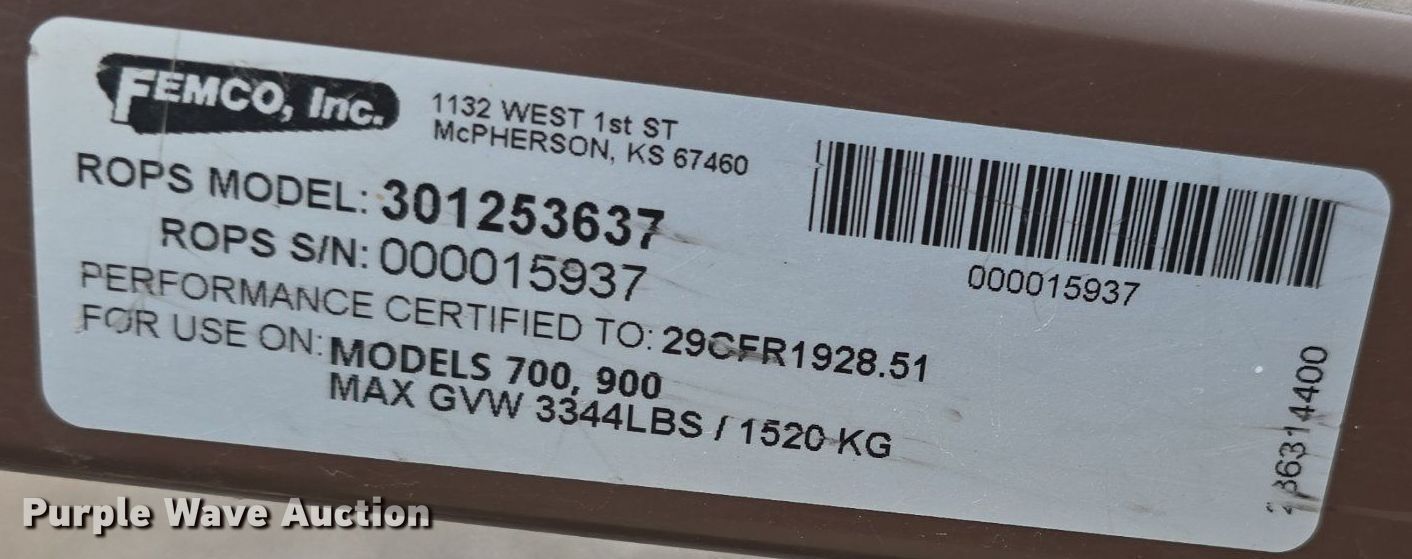 FEMCO, Inc.
1132 WEST 1st ST
McPHERSON, KS 67460
ROPS MODEL: 301253637
ROPS S/N: 000015937
000015937
PERFORMANCE CERTIFIED TO: 29CFR1928.51
FOR USE ON: MODELS 700, 900
MAX GVW 3344LBS / 1520 KG
Purple Wave Auction